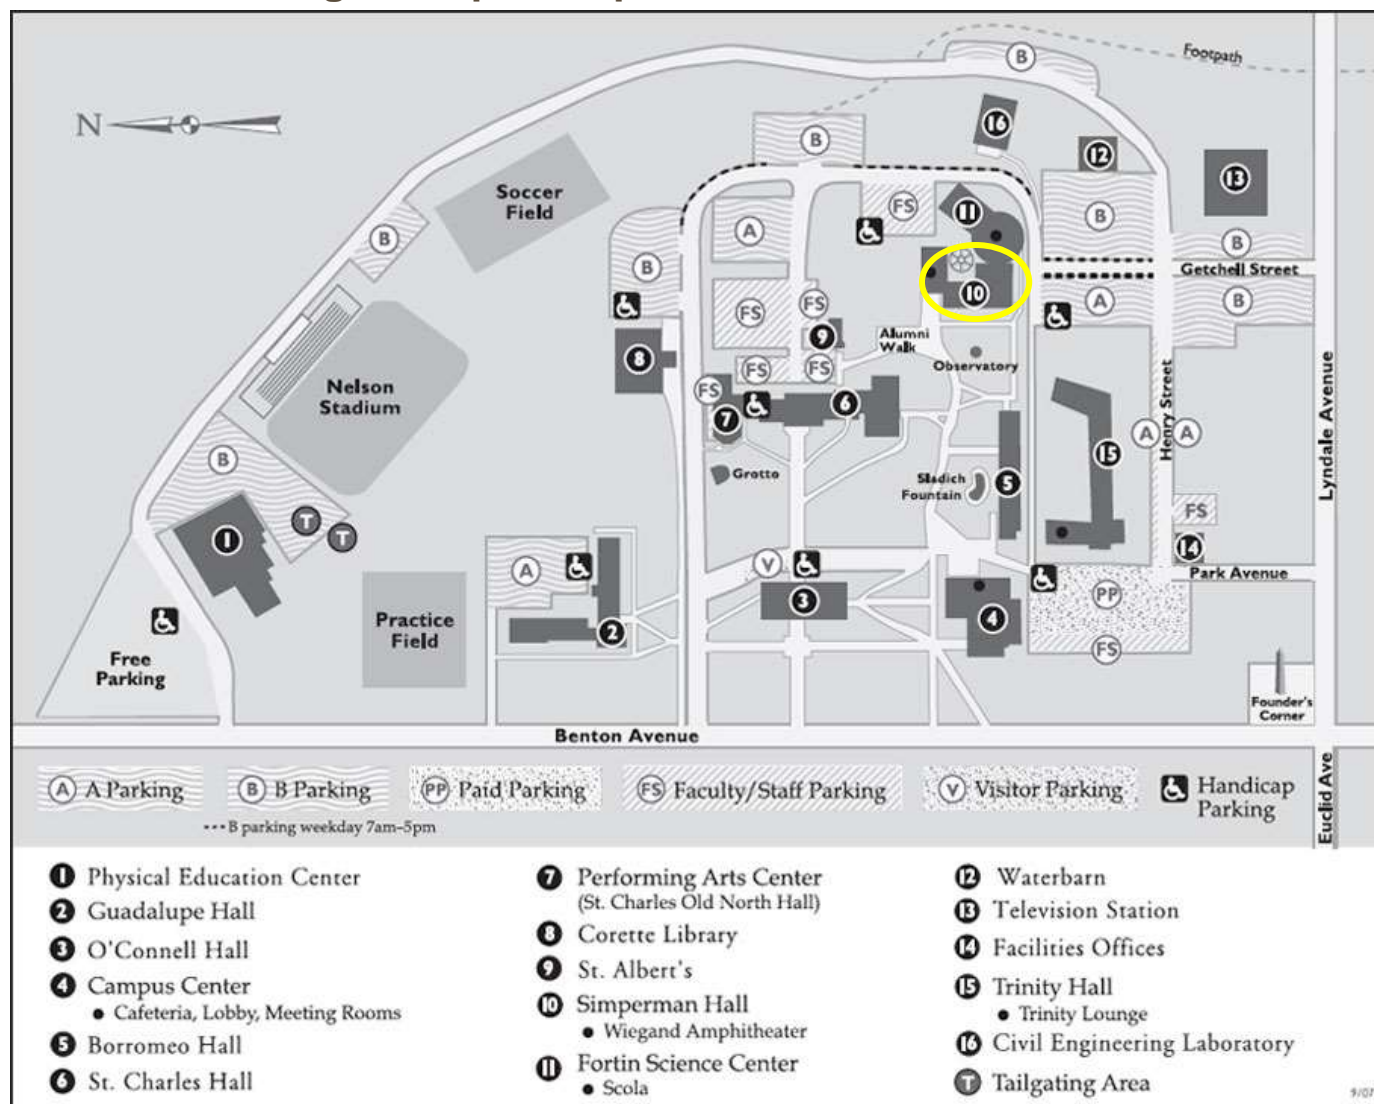 Footpath
B
N
16
12
B
13
Soccer
Field
FS
11
A
B
B
B
B
Getchell Street
10
A
B
FS
FS
9
Alumni
Walk
Observatory
8
FS
FS
Nelson
Stadium
FS
6
7
Lyndale Avenue
Henry Street
A
A
15
B
Grotto
Sladich
Fountain
5
FS
T
T
1
14
A
V
Park Avenue
PP
3
Practice
Field
2
4
FS
Free
Parking
Founder's
Corner
Benton Avenue
Euclid Ave
A A Parking
B B Parking
PP Paid Parking
FS Faculty/Staff Parking
V Visitor Parking
Handicap
Parking
B parking weekday 7am–5pm
1 Physical Education Center
2 Guadalupe Hall
3 O'Connell Hall
4 Campus Center
● Cafeteria, Lobby, Meeting Rooms
5 Borromeo Hall
6 St. Charles Hall
7 Performing Arts Center
(St. Charles Old North Hall)
8 Corette Library
9 St. Albert's
10 Simperman Hall
● Wiegand Amphitheater
11 Fortin Science Center
● Scola
12 Waterbarn
13 Television Station
14 Facilities Offices
15 Trinity Hall
● Trinity Lounge
16 Civil Engineering Laboratory
T Tailgating Area
9/07